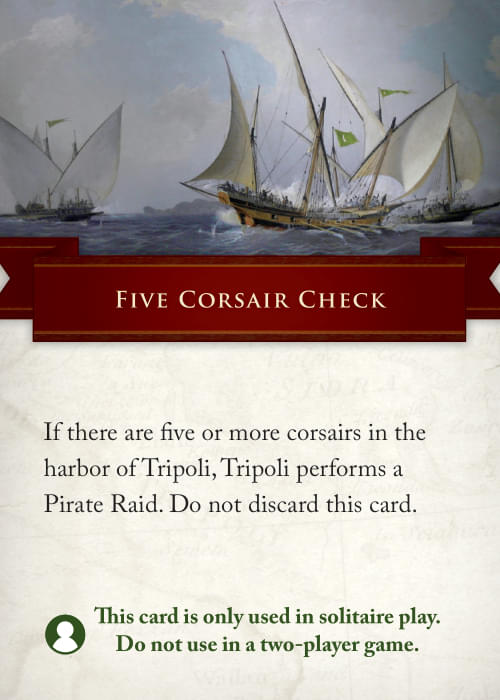 Five Corsair Check
If there are five or more corsairs in the
harbor of Tripoli, Tripoli performs a
Pirate Raid. Do not discard this card.
This card is only used in solitaire play.
Do not use in a two-player game.